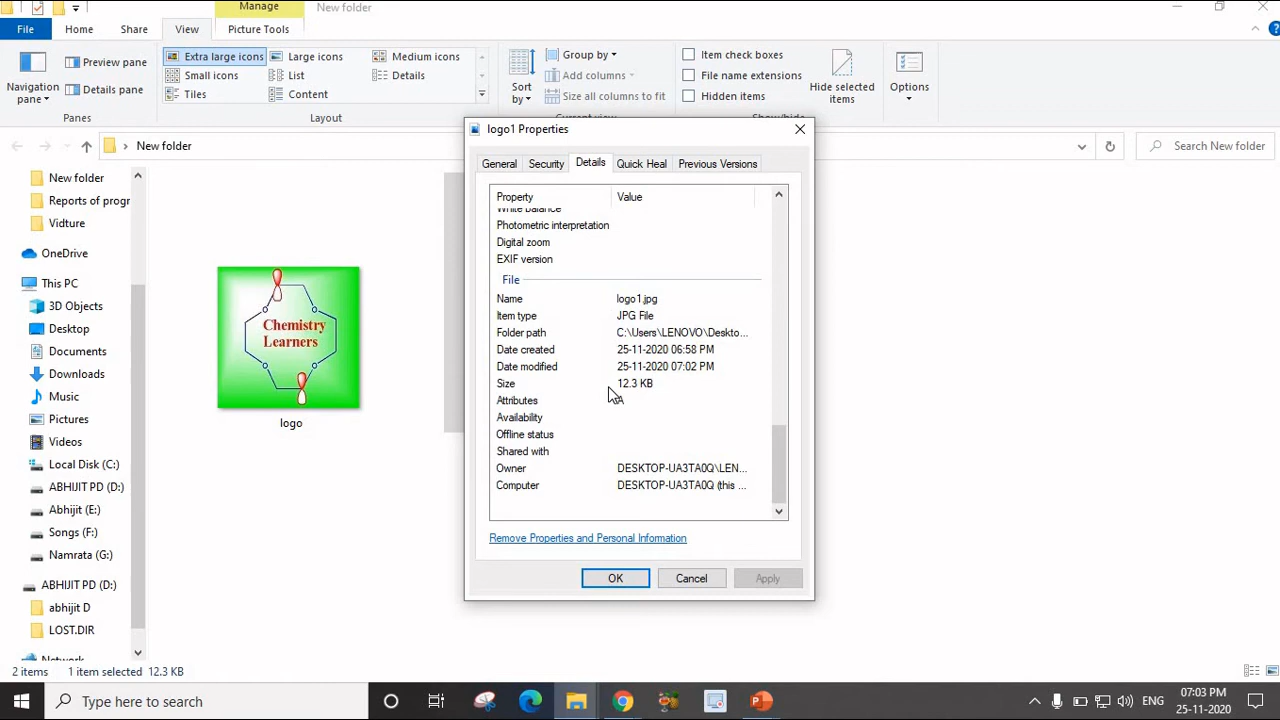 Manage
New folder
File
Home
Share
View
Picture Tools
Navigation pane
Preview pane
Details pane
Panes
Extra large icons
Large icons
Medium icons
Small icons
List
Details
Tiles
Content
Layout
Sort by
Group by
Add columns
Size all columns to fit
Current view
Item check boxes
File name extensions
Hidden items
Hide selected items
Show/hide
Options
New folder
Search New folder
New folder
Reports of progr
Vidture
OneDrive
This PC
3D Objects
Desktop
Documents
Downloads
Music
Pictures
Videos
Local Disk (C:)
ABHIJIT PD (D:)
Abhijit (E:)
Songs (F:)
Namrata (G:)
ABHIJIT PD (D:)
abhijit D
LOST.DIR
Network
Chemistry
Learners
logo
logo1 Properties
General
Security
Details
Quick Heal
Previous Versions
Property Value
White balance
Photometric interpretation
Digital zoom
EXIF version
File
Name logo1.jpg
Item type JPG File
Folder path C:\Users\LENOVO\Deskto...
Date created 25-11-2020 06:58 PM
Date modified 25-11-2020 07:02 PM
Size 12.3 KB
Attributes A
Availability
Offline status
Shared with
Owner DESKTOP-UA3TA0Q\LEN...
Computer DESKTOP-UA3TA0Q (this ...
Remove Properties and Personal Information
OK
Cancel
Apply
2 items 1 item selected 12.3 KB
Type here to search
ENG
07:03 PM
25-11-2020